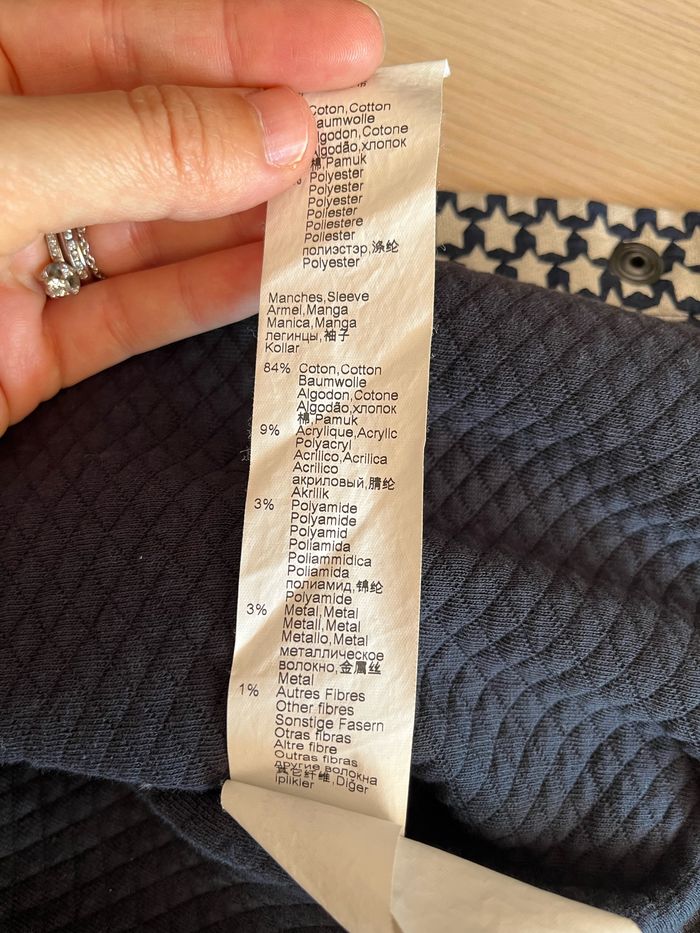 Coton,Cotton
Baumwolle
Algodon,Cotone
Algodão,хлопок
棉,Pamuk
% Polyester
Polyester
Polyester
Poliester
Poliestere
Poliester
полиэстэр,涤纶
Polyester
Manches,Sleeve
Armel,Manga
Manica,Manga
легинцы,袖子
Kollar
84% Coton,Cotton
Baumwolle
Algodon,Cotone
Algodão,хлопок
棉,Pamuk
9% Acrylique,Acrylic
Polyacryl
Acrilico,Acrilica
Acrilico
акриловый,腈纶
Akrilik
3% Polyamide
Polyamide
Polyamid
Poliamida
Poliammidica
Poliamida
полиамид,锦纶
Polyamide
3% Metal,Metal
Metall,Metal
Metallo,Metal
металлическое
волокно,金属丝
Metal
1% Autres Fibres
Other fibres
Sonstige Fasern
Otras fibras
Altre fibre
Outras fibras
другие волокна
其它纤维,Diğer
iplikler